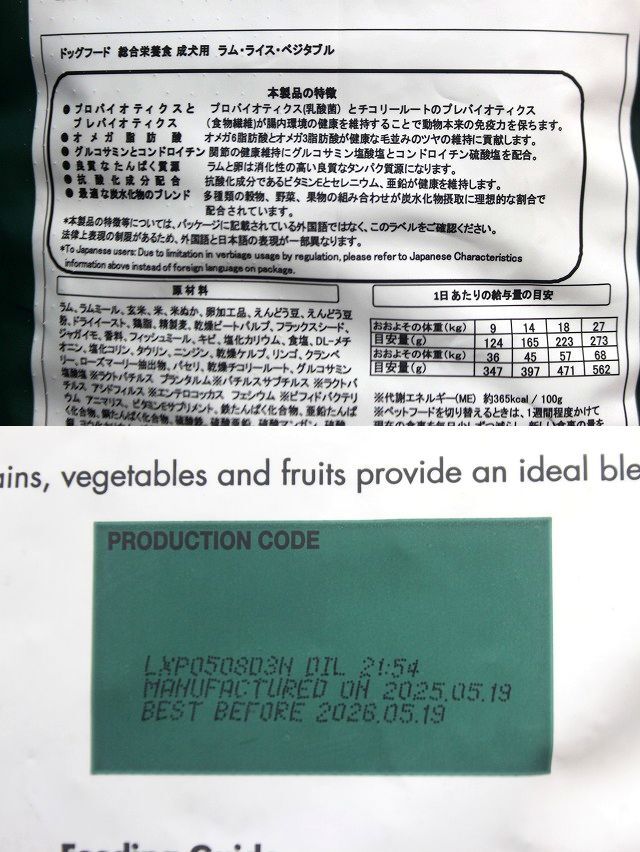 ドッグフード 総合栄養食 成犬用 ラム・ライス・ベジタブル
本製品の特徴
●プロバイオティクスと プロバイオティクス(乳酸菌)とチコリールートのプレバイオティクス
プレバイオティクス (食物繊維)が腸内環境の健康を維持することで動物本来の免疫力を保ちます。
●オメガ脂肪酸 オメガ6脂肪酸とオメガ3脂肪酸が健康な毛並みのツヤの維持に貢献します。
●グルコサミンとコンドロイチン 関節の健康維持にグルコサミン塩酸塩とコンドロイチン硫酸塩を配合。
●良質なたんぱく質源 ラムと卵は消化性の高い良質なタンパク質源になります。
●抗酸化成分配合 抗酸化成分であるビタミンEとセレニウム、亜鉛が健康を維持します。
●最適な炭水化物のブレンド 多種類の穀物、野菜、果物の組み合わせが炭水化物摂取に理想的な割合で
配合されています。
*本製品の特徴等については、パッケージに記載されている外国語ではなく、このラベルをご確認ください。
法律上表現の制限があるため、外国語と日本語の表現が一部異なります。
*To Japanese users: Due to limitation in verbiage usage by regulation, please refer to Japanese Characteristics
information above instead of foreign language on package.
原材料
ラム、ラムミール、玄米、米、米ぬか、卵加工品、えんどう豆、えんどう豆
粉、ドライイースト、鶏脂、精製麦、乾燥ビートパルプ、フラックスシード、
ジャガイモ、香料、フィッシュミール、キビ、塩化カリウム、食塩、DL-メチ
オニン、塩化コリン、タウリン、ニンジン、乾燥ケルプ、リンゴ、クランベ
リー、ローズマリー抽出物、パセリ、乾燥チコリールート、グルコサミン
塩酸塩 ※ラクトバチルス プランタルム※バチルスサブチルス ※ラクトバ
チルス アシドフィルス ※エンテロコッカス フェシウム ※ビフィドバクテリ
ウム アニマリス、ビタミンEサプリメント、鉄たんぱく化合物、亜鉛たんぱ
く化合物、銅たんぱく化合物、硫酸鉄、硫酸亜鉛、硫酸銅
1日あたりの給与量の目安
おおよその体重(kg) 9 14 18 27
目安量(g) 124 165 223 273
おおよその体重(kg) 36 45 57 68
目安量(g) 347 397 471 562
※代謝エネルギー(ME) 約365kcal / 100g
※ペットフードを切り替えるときは、1週間程度かけて
ains, vegetables and fruits provide an ideal ble
PRODUCTION CODE
LXP0508D3N DIL 21:54
MANUFACTURED ON 2025.05.19
BEST BEFORE 2026.05.19